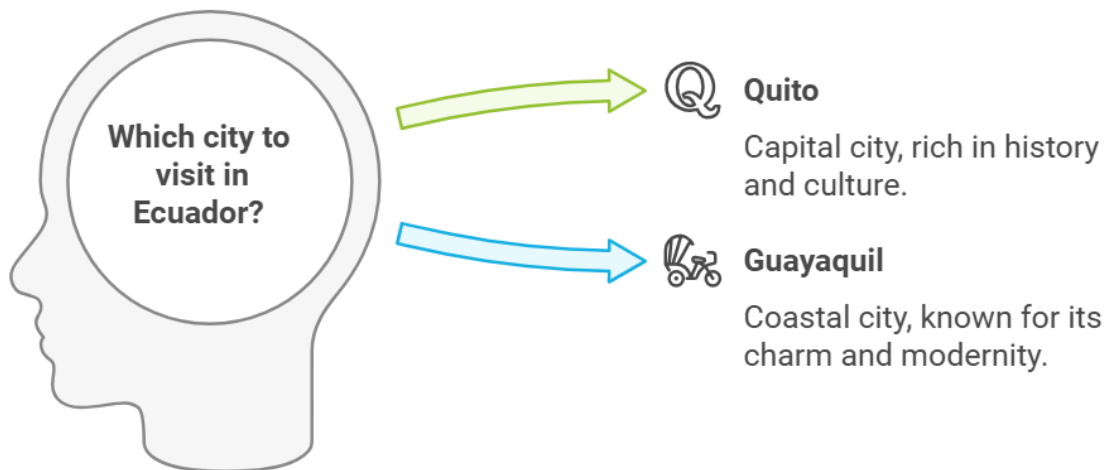 Which city to
visit in
Ecuador?
Q
Quito
Capital city, rich in history
and culture.
Guayaquil
Coastal city, known for its
charm and modernity.